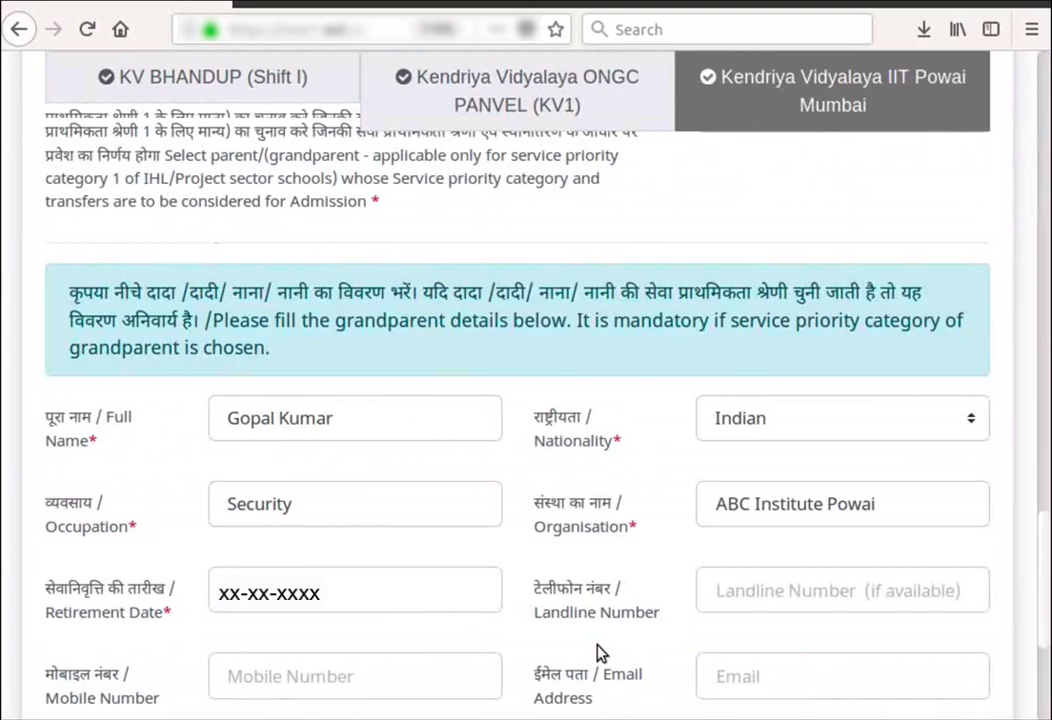 Search
KV BHANDUP (Shift I)
Kendriya Vidyalaya ONGC
PANVEL (KV1)
Kendriya Vidyalaya IIT Powai
Mumbai
प्राथमिकता श्रेणी 1 के लिए मान्य) का चुनाव करे जिनकी सेवा प्राथमिकता श्रेणी एवं स्थानांतरण के आधार पर
प्रवेश का निर्णय होगा Select parent/(grandparent - applicable only for service priority
category 1 of IHL/Project sector schools) whose Service priority category and
transfers are to be considered for Admission *
कृपया नीचे दादा /दादी/ नाना/ नानी का विवरण भरें। यदि दादा /दादी/ नाना/ नानी की सेवा प्राथमिकता श्रेणी चुनी जाती है तो यह
विवरण अनिवार्य है। /Please fill the grandparent details below. It is mandatory if service priority category of
grandparent is chosen.
पूरा नाम / Full
Name*
Gopal Kumar
राष्ट्रीयता /
Nationality*
Indian
व्यवसाय /
Occupation*
Security
संस्था का नाम /
Organisation*
ABC Institute Powai
सेवानिवृत्ति की तारीख /
Retirement Date*
xx-xx-xxxx
टेलीफोन नंबर /
Landline Number
Landline Number (if available)
मोबाइल नंबर /
Mobile Number
Mobile Number
ईमेल पता / Email
Address
Email